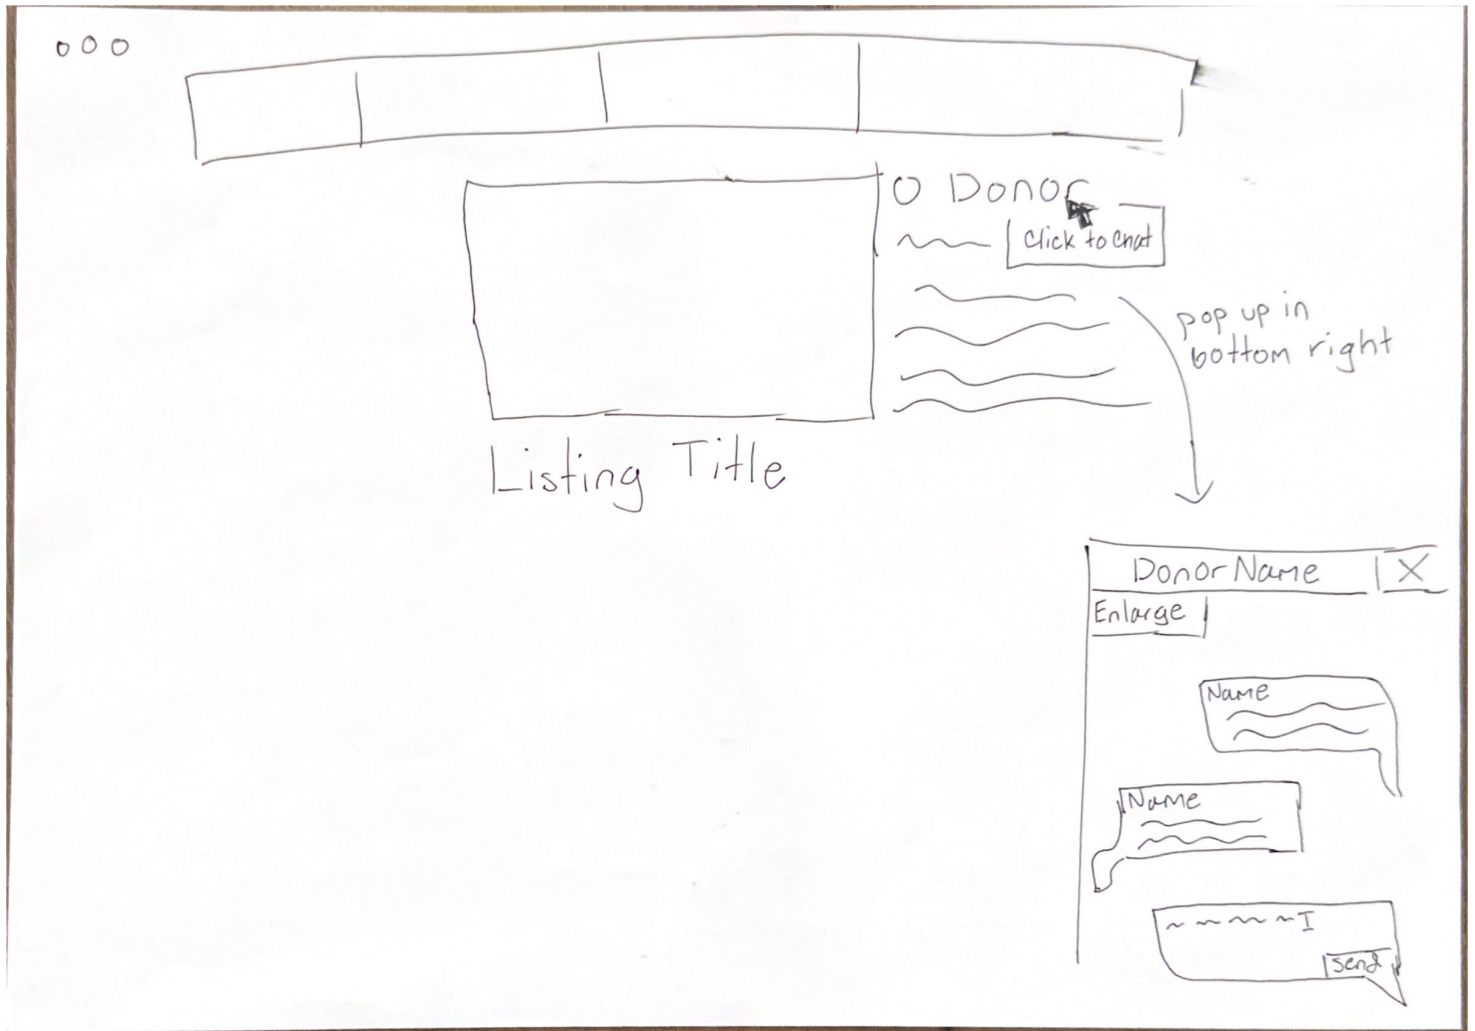 O Donor
Click to Chat
pop up in
bottom right
Listing Title
Donor Name X
Enlarge
Name
Name
Send